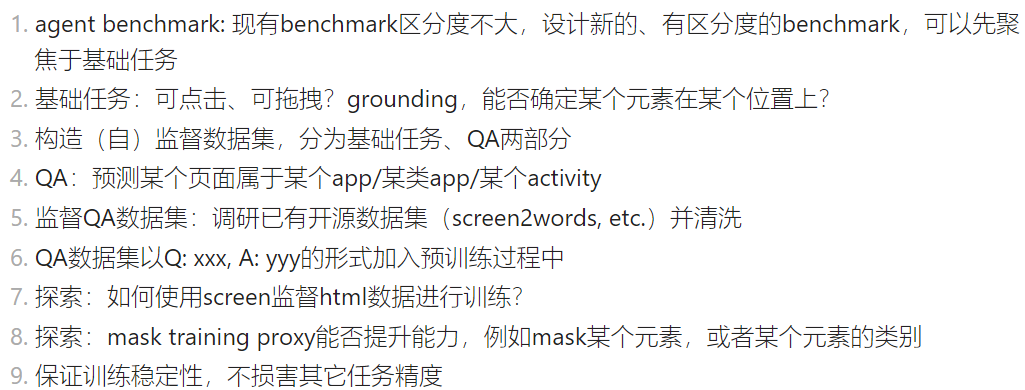 1. agent benchmark: 现有benchmark区分度不大，设计新的、有区分度的benchmark，可以先聚
焦于基础任务
2. 基础任务：可点击、可拖拽？grounding，能否确定某个元素在某个位置上？
3. 构造（自）监督数据集，分为基础任务、QA两部分
4. QA：预测某个页面属于某个app/某类app/某个activity
5. 监督QA数据集：调研已有开源数据集（screen2words, etc.）并清洗
6. QA数据集以Q: xxx, A: yyy的形式加入预训练过程中
7. 探索：如何使用screen监督html数据进行训练？
8. 探索：mask training proxy能否提升能力，例如mask某个元素，或者某个元素的类别
9. 保证训练稳定性，不损害其它任务精度